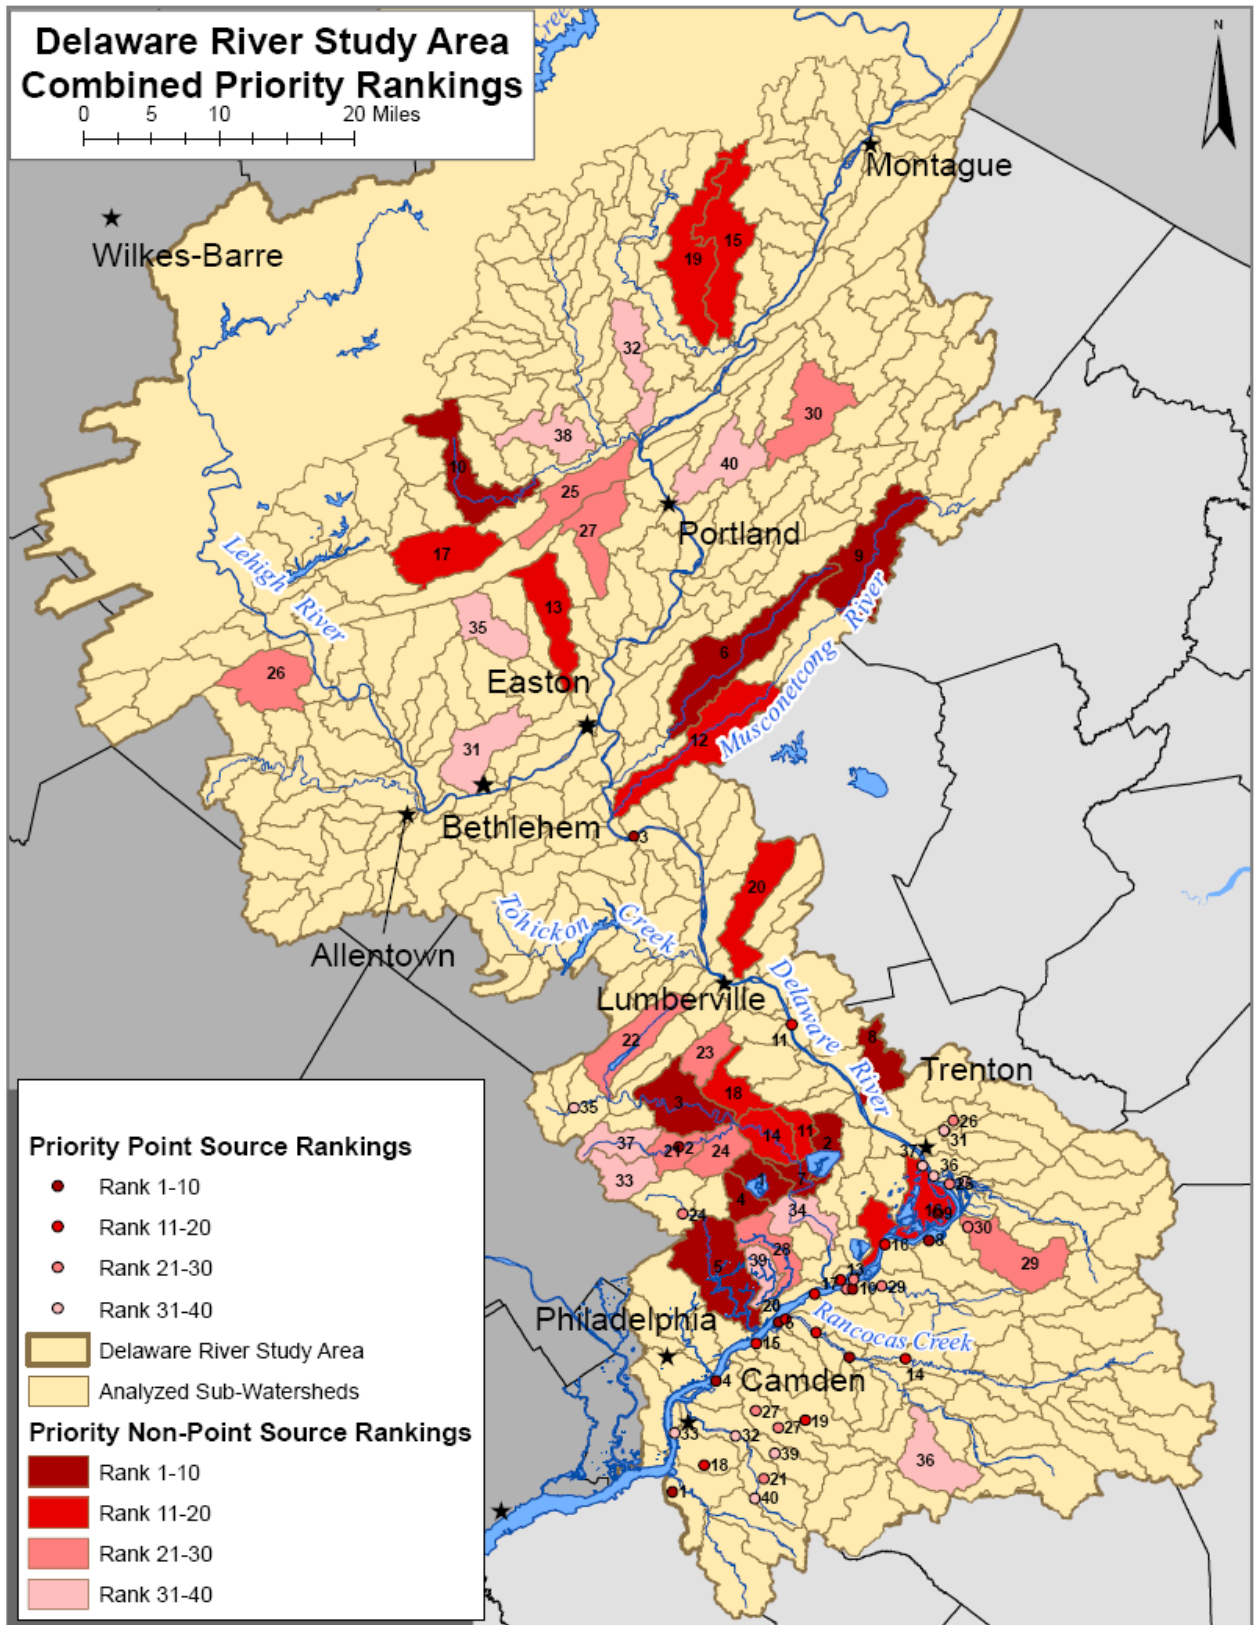 Delaware River Study Area
Combined Priority Rankings
0 5 10 20 Miles
N
Montague
Wilkes-Barre
15
19
32
30
38
40
10
25
27
Portland
17
9
Lehigh River
13
35
6
26
Easton
Musconetcong River
12
31
Bethlehem
3
20
Tohickon Creek
Allentown
Lumberville
Delaware River
11
22
23
8
Trenton
18
3
35
26
31
14
11
2
37
21
2
24
37
36
25
33
1
7
4
34
24
16
9
30
28
16
8
5
39
29
13
17
10
29
20
5
Philadelphia
Rancocas Creek
15
14
4
Camden
27
19
27
33
32
39
36
18
21
1
40
Priority Point Source Rankings
Rank 1-10
Rank 11-20
Rank 21-30
Rank 31-40
Delaware River Study Area
Analyzed Sub-Watersheds
Priority Non-Point Source Rankings
Rank 1-10
Rank 11-20
Rank 21-30
Rank 31-40